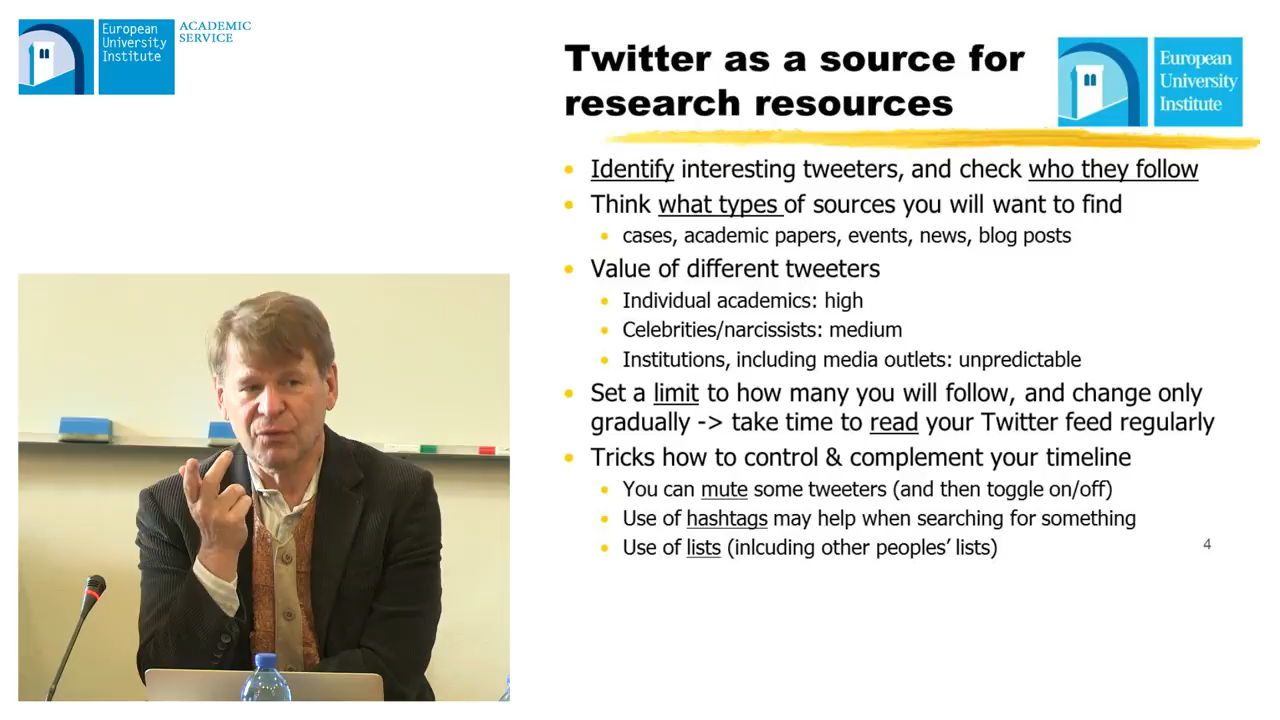 European
University
Institute
ACADEMIC
SERVICE
Twitter as a source for
research resources
European
University
Institute
Identify interesting tweeters, and check who they follow
Think what types of sources you will want to find
cases, academic papers, events, news, blog posts
Value of different tweeters
Individual academics: high
Celebrities/narcissists: medium
Institutions, including media outlets: unpredictable
Set a limit to how many you will follow, and change only
gradually -> take time to read your Twitter feed regularly
Tricks how to control & complement your timeline
You can mute some tweeters (and then toggle on/off)
Use of hashtags may help when searching for something
Use of lists (inlcuding other peoples' lists)
4